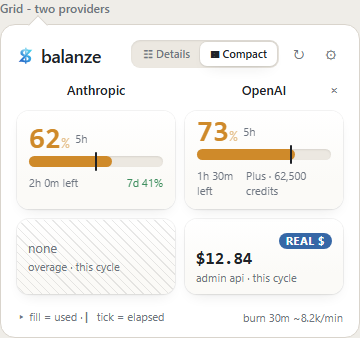 Grid - two providers
balanze
Details Compact
Anthropic OpenAI ×
62% 5h
2h 0m left 7d 41%
73% 5h
1h 30m left Plus · 62,500 credits
none
overage · this cycle
REAL $
$12.84
admin api · this cycle
▸ fill = used · | tick = elapsed burn 30m ~8.2k/min